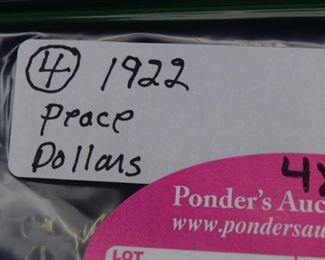 ④ 1922
Peace
Dollars
4x
Ponder's Auc
www.pondersau
LOT